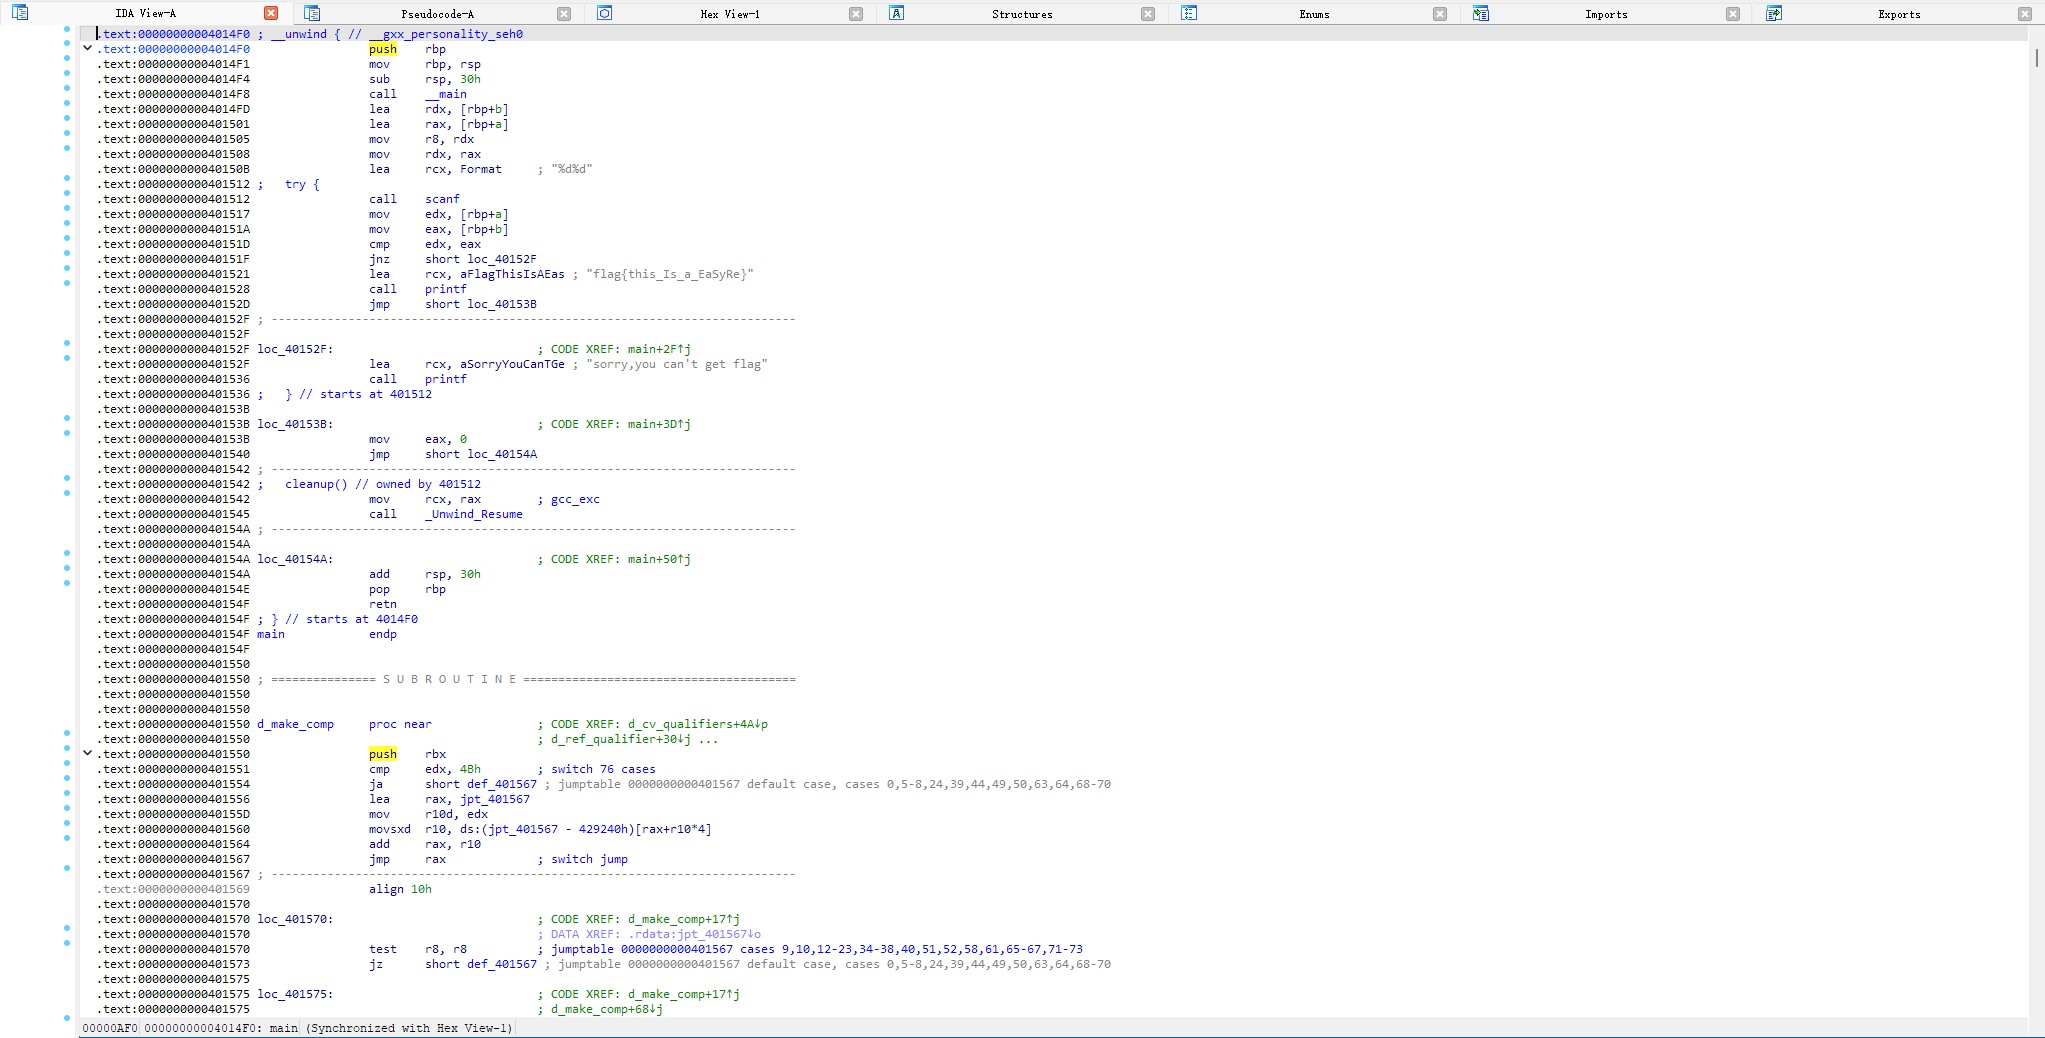 IDA View-A Pseudocode-A Hex View-1 Structures Enums Imports Exports
.text:00000000004014F0 ; __unwind { // __gxx_personality_seh0
.text:00000000004014F0 push rbp
.text:00000000004014F1 mov rbp, rsp
.text:00000000004014F4 sub rsp, 30h
.text:00000000004014F8 call __main
.text:00000000004014FD lea rdx, [rbp+b]
.text:0000000000401501 lea rax, [rbp+a]
.text:0000000000401505 mov r8, rdx
.text:0000000000401508 mov rdx, rax
.text:000000000040150B lea rcx, Format ; "%d%d"
.text:0000000000401512 ; try {
.text:0000000000401512 call scanf
.text:0000000000401517 mov edx, [rbp+a]
.text:000000000040151A mov eax, [rbp+b]
.text:000000000040151D cmp edx, eax
.text:000000000040151F jnz short loc_40152F
.text:0000000000401521 lea rcx, aFlagThisIsAEas ; "flag{this_Is_a_EaSyRe}"
.text:0000000000401528 call printf
.text:000000000040152D jmp short loc_40153B
.text:000000000040152F ; ---------------------------------------------------------------------------
.text:000000000040152F
.text:000000000040152F loc_40152F: ; CODE XREF: main+2F↑j
.text:000000000040152F lea rcx, aSorryYouCanTGe ; "sorry,you can't get flag"
.text:0000000000401536 call printf
.text:0000000000401536 ; } // starts at 401512
.text:000000000040153B
.text:000000000040153B loc_40153B: ; CODE XREF: main+3D↑j
.text:000000000040153B mov eax, 0
.text:0000000000401540 jmp short loc_40154A
.text:0000000000401542 ; ---------------------------------------------------------------------------
.text:0000000000401542 ; cleanup() // owned by 401512
.text:0000000000401542 mov rcx, rax ; gcc_exc
.text:0000000000401545 call _Unwind_Resume
.text:000000000040154A ; ---------------------------------------------------------------------------
.text:000000000040154A
.text:000000000040154A loc_40154A: ; CODE XREF: main+50↑j
.text:000000000040154A add rsp, 30h
.text:000000000040154E pop rbp
.text:000000000040154F retn
.text:000000000040154F ; } // starts at 4014F0
.text:000000000040154F main endp
.text:000000000040154F
.text:0000000000401550
.text:0000000000401550 ; =============== S U B R O U T I N E =======================================
.text:0000000000401550
.text:0000000000401550
.text:0000000000401550 d_make_comp proc near ; CODE XREF: d_cv_qualifiers+4A↓p
.text:0000000000401550 ; d_ref_qualifier+30↓j ...
.text:0000000000401550 push rbx
.text:0000000000401551 cmp edx, 4Bh ; switch 76 cases
.text:0000000000401554 ja short def_401567 ; jumptable 0000000000401567 default case, cases 0,5-8,24,39,44,49,50,63,64,68-70
.text:0000000000401556 lea rax, jpt_401567
.text:000000000040155D mov r10d, edx
.text:0000000000401560 movsxd r10, ds:(jpt_401567 - 429240h)[rax+r10*4]
.text:0000000000401564 add rax, r10
.text:0000000000401567 jmp rax ; switch jump
.text:0000000000401567 ; ---------------------------------------------------------------------------
.text:0000000000401569 align 10h
.text:0000000000401570
.text:0000000000401570 loc_401570: ; CODE XREF: d_make_comp+17↑j
.text:0000000000401570 ; DATA XREF: .rdata:jpt_401567↓o
.text:0000000000401570 test r8, r8 ; jumptable 0000000000401567 cases 9,10,12-23,34-38,40,51,52,58,61,65-67,71-73
.text:0000000000401573 jz short def_401567 ; jumptable 0000000000401567 default case, cases 0,5-8,24,39,44,49,50,63,64,68-70
.text:0000000000401575
.text:0000000000401575 loc_401575: ; CODE XREF: d_make_comp+17↑j
.text:0000000000401575 ; d_make_comp+68↓j
00000AF0 00000000004014F0: main (Synchronized with Hex View-1)